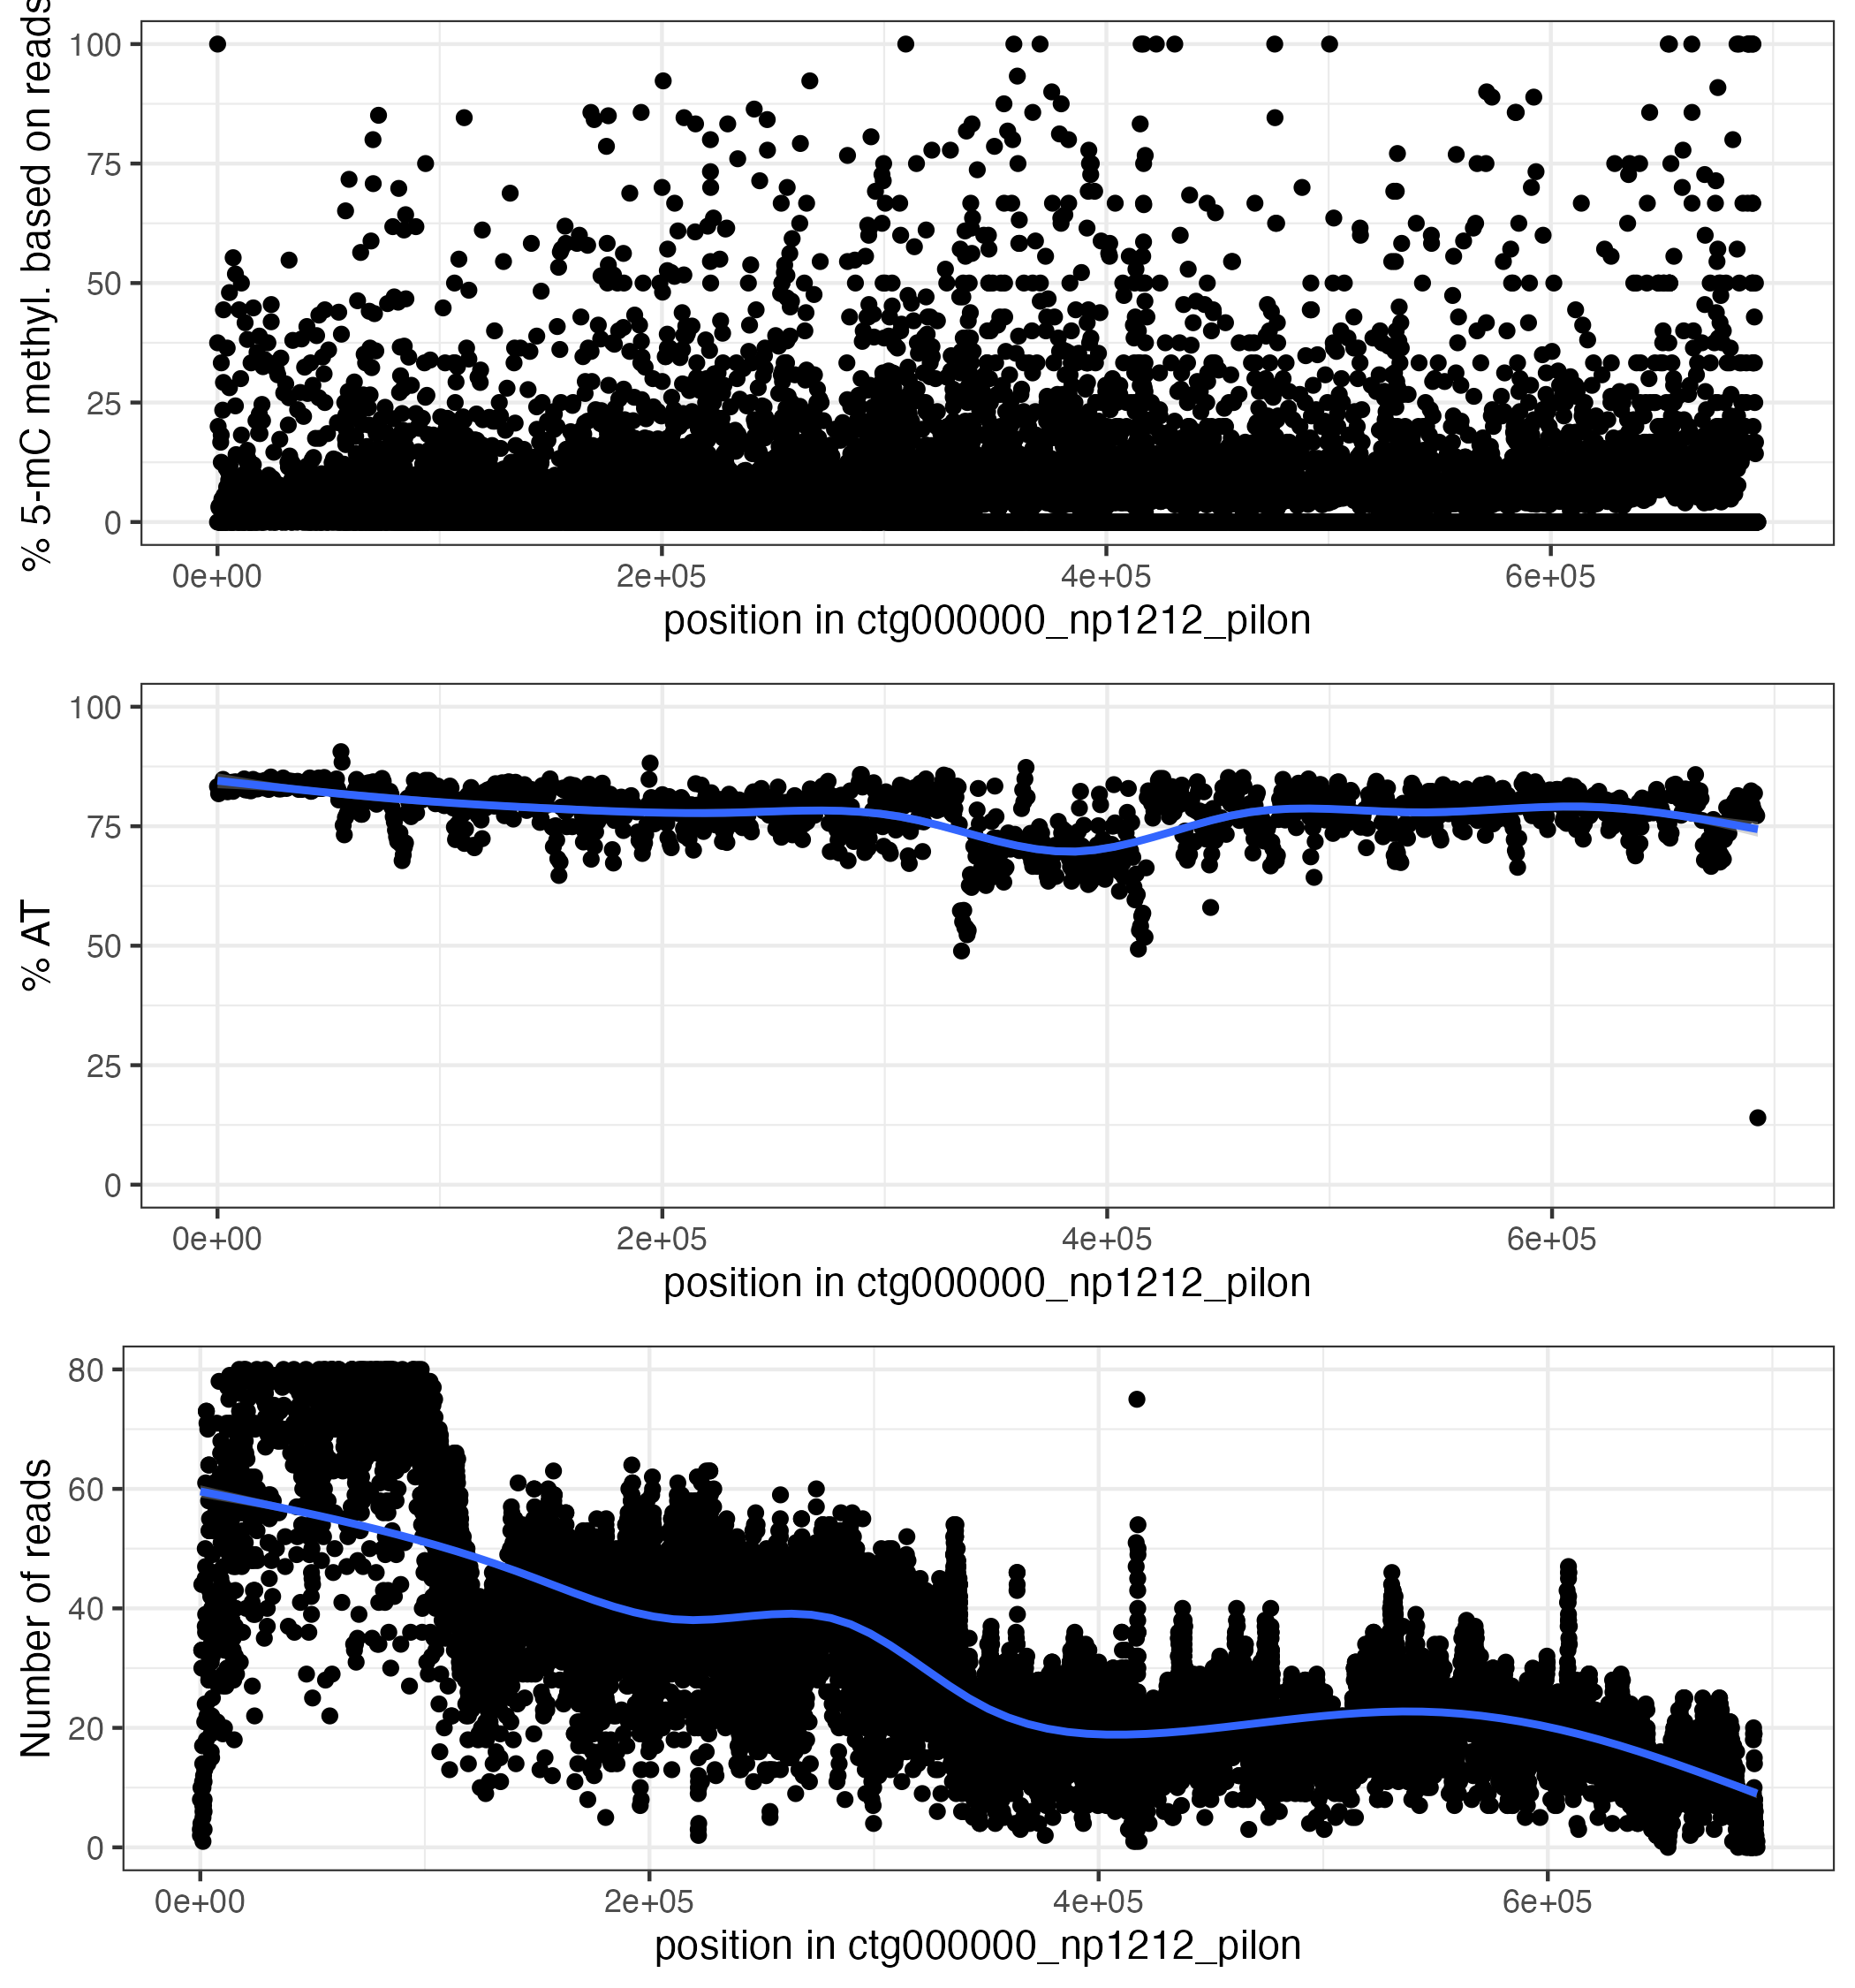 % 5-mC methyl. based on reads
100
75
50
25
0
0e+00 2e+05 4e+05 6e+05
position in ctg000000_np1212_pilon
% AT
100
75
50
25
0
0e+00 2e+05 4e+05 6e+05
position in ctg000000_np1212_pilon
Number of reads
80
60
40
20
0
0e+00 2e+05 4e+05 6e+05
position in ctg000000_np1212_pilon